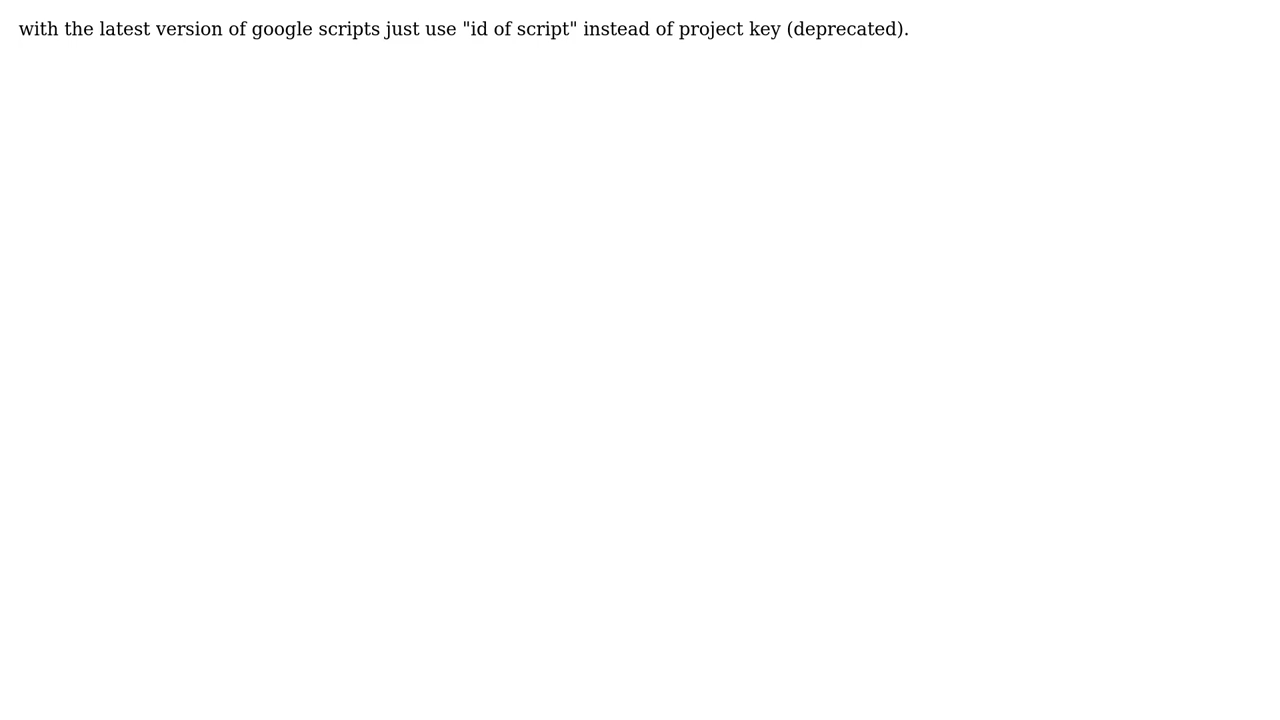 with the latest version of google scripts just use "id of script" instead of project key (deprecated).